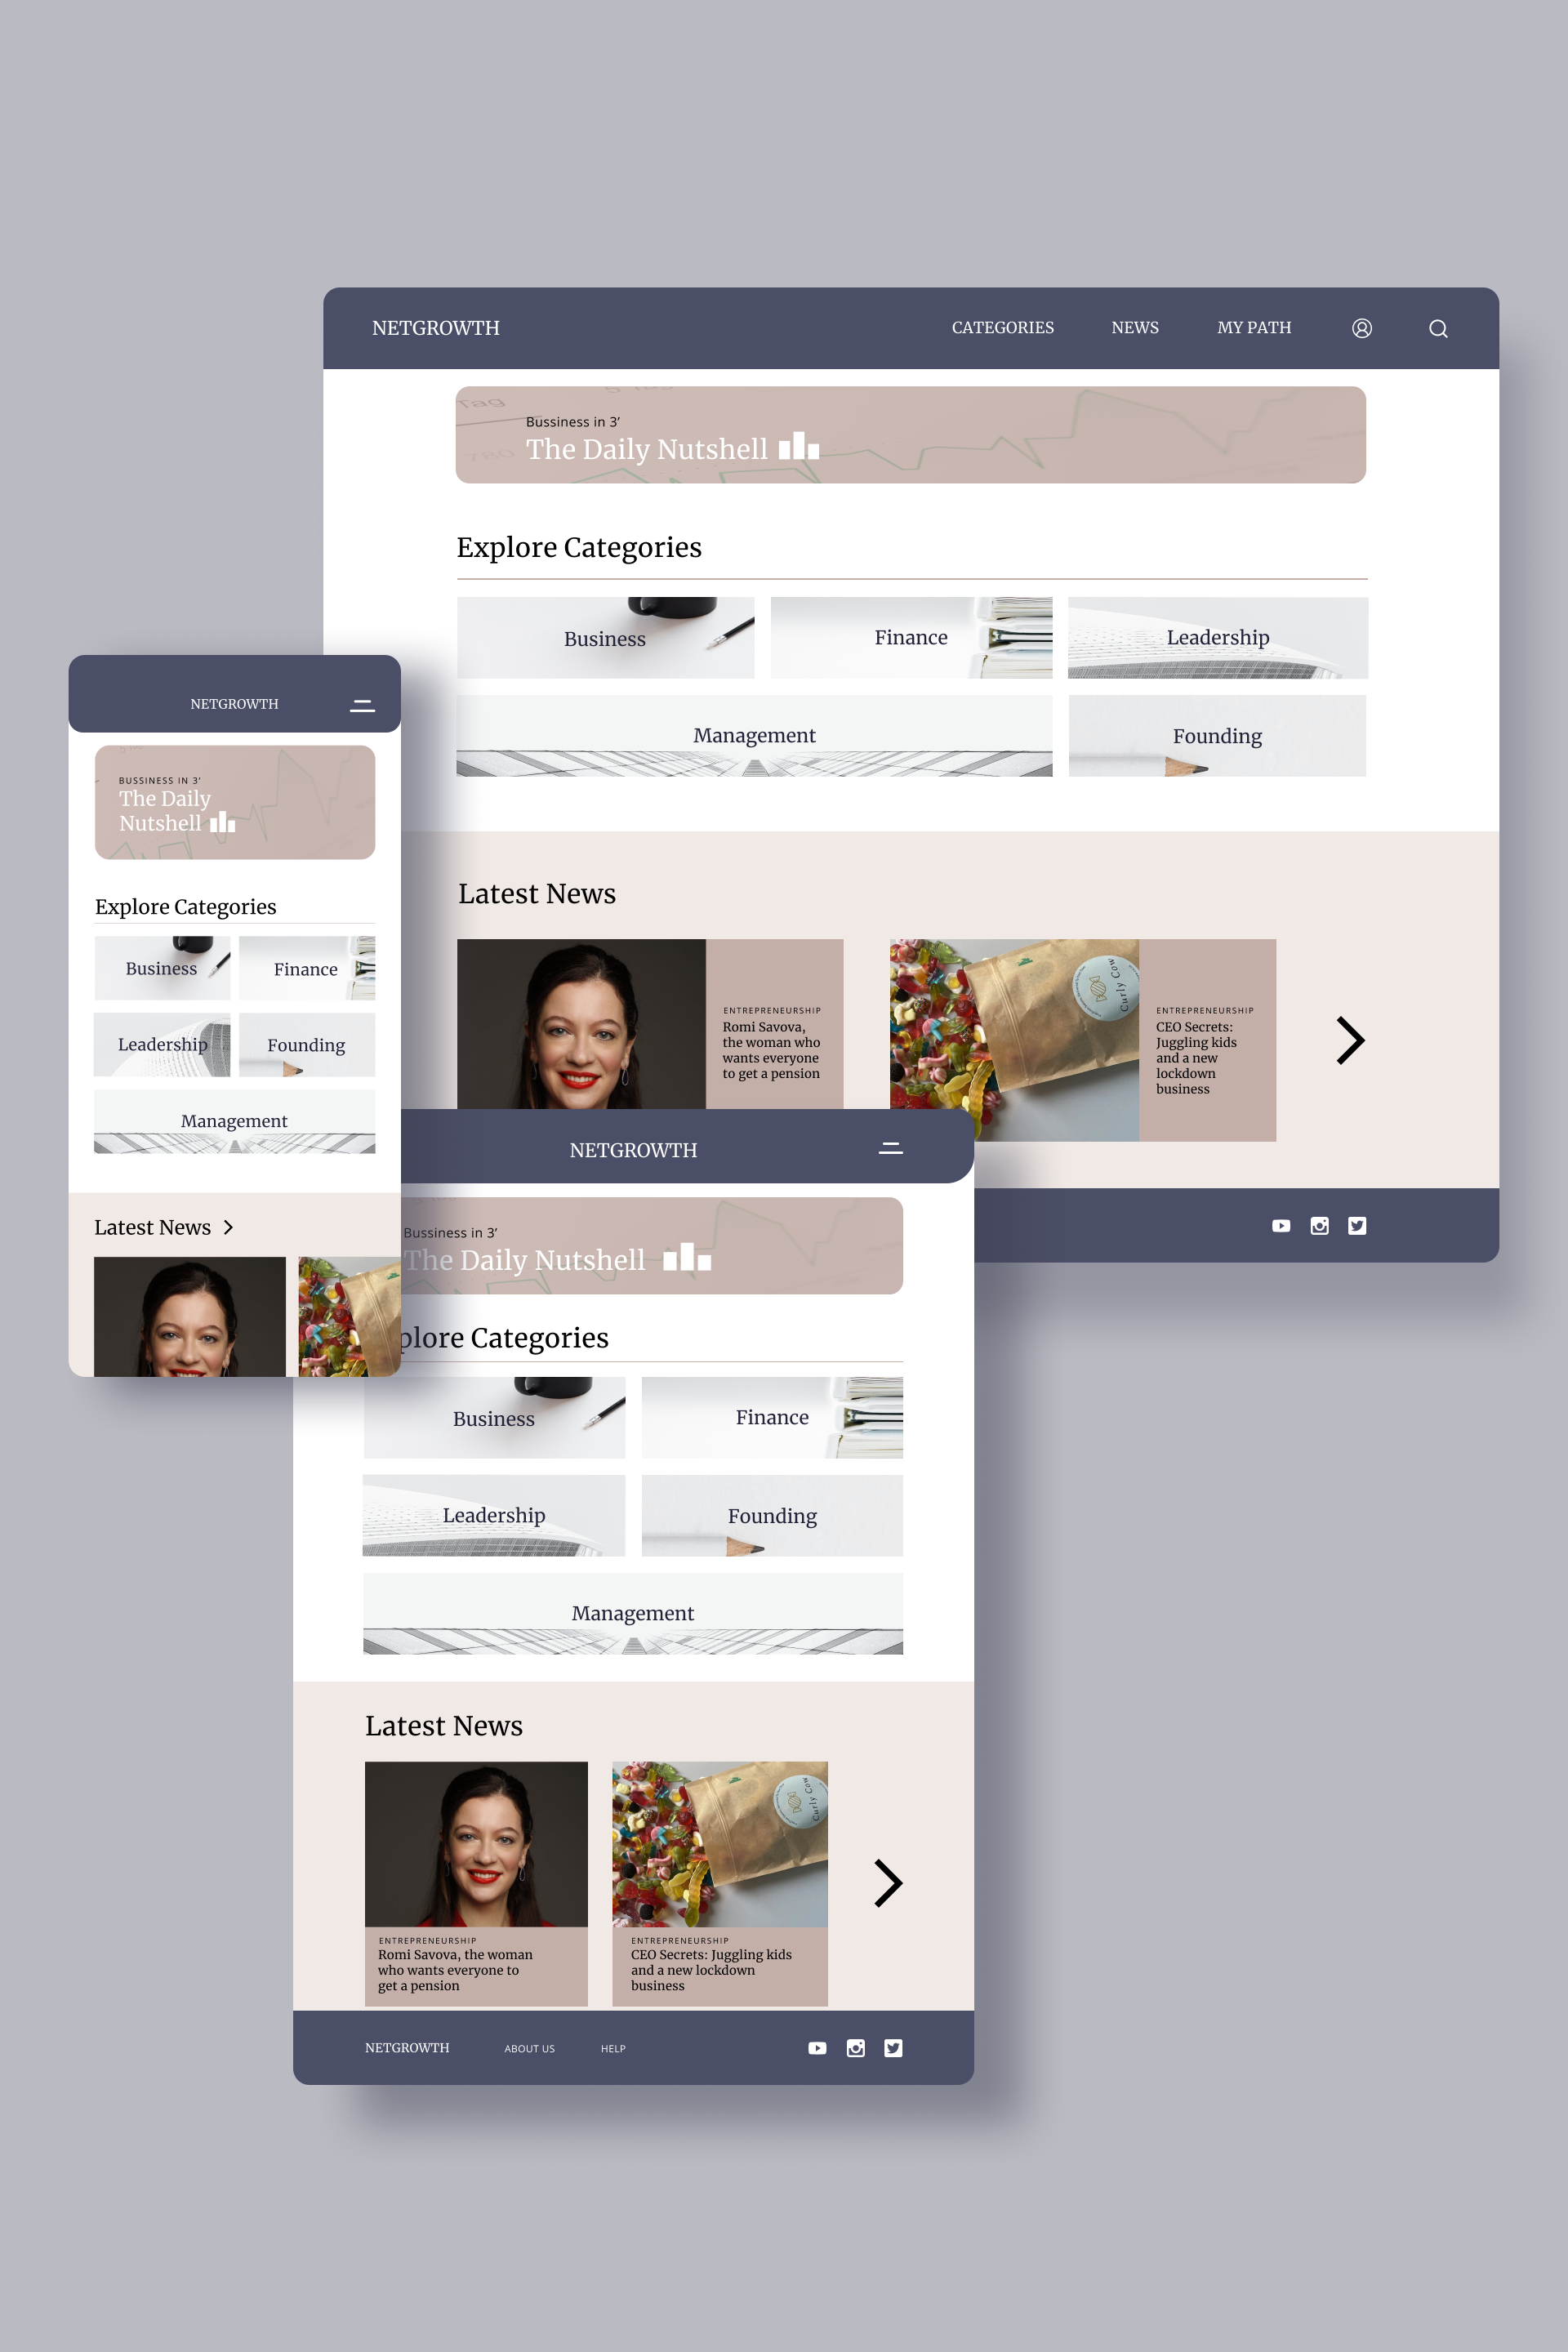 NETGROWTH
CATEGORIES
NEWS
MY PATH
Tag
780
Bussiness in 3’
The Daily Nutshell
Explore Categories
Business
Finance
Leadership
Management
Founding
Latest News
ENTREPRENEURSHIP
Romi Savova,
the woman who
wants everyone
to get a pension
Curly Cow
ENTREPRENEURSHIP
CEO Secrets:
Juggling kids
and a new
lockdown
business
NETGROWTH
BUSSINESS IN 3’
The Daily
Nutshell
Explore Categories
Business
Finance
Leadership
Founding
Management
Latest News
NETGROWTH
Bussiness in 3’
The Daily Nutshell
plore Categories
Business
Finance
Leadership
Founding
Management
Latest News
ENTREPRENEURSHIP
Romi Savova, the woman
who wants everyone to
get a pension
Curly Cow
ENTREPRENEURSHIP
CEO Secrets: Juggling kids
and a new lockdown
business
NETGROWTH
ABOUT US
HELP